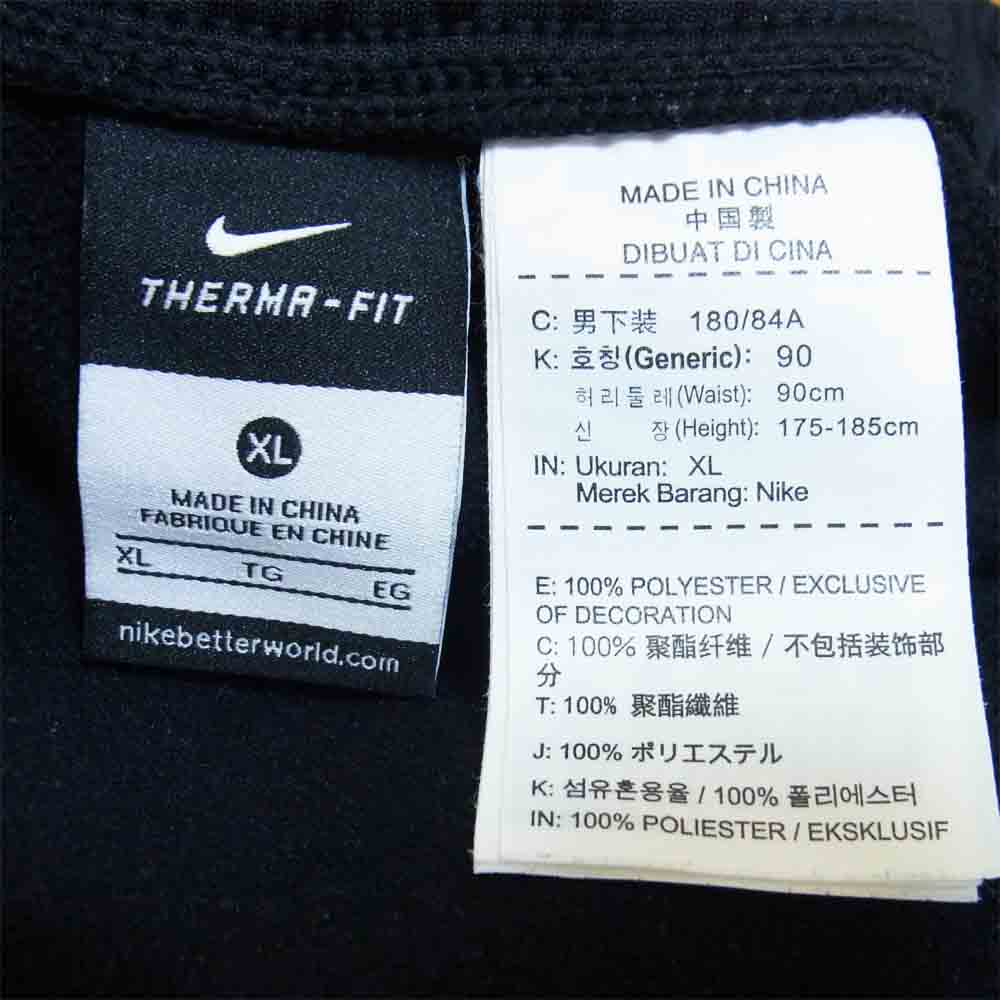 THERMA-FIT
XL
MADE IN CHINA
FABRIQUE EN CHINE
XL TG EG
nikebetterworld.com
MADE IN CHINA
中国製
DIBUAT DI CINA
C: 男下装 180/84A
K: 호칭(Generic): 90
허리둘레(Waist): 90cm
신 장(Height): 175-185cm
IN: Ukuran: XL
Merek Barang: Nike
E: 100% POLYESTER / EXCLUSIVE
OF DECORATION
C: 100% 聚酯纤维 / 不包括装饰部
分
T: 100% 聚酯纖維
J: 100% ポリエステル
K: 섬유혼용율 / 100% 폴리에스터
IN: 100% POLIESTER / EKSKLUSIF